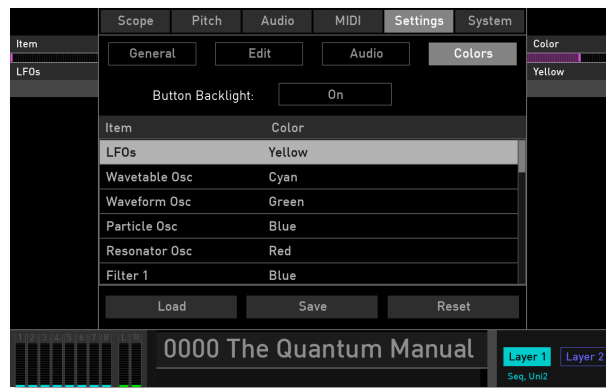 Scope Pitch Audio MIDI Settings System
Item
LFOs
General Edit Audio Colors
Color
Yellow
Button Backlight: On
Item Color
LFOs Yellow
Wavetable Osc Cyan
Waveform Osc Green
Particle Osc Blue
Resonator Osc Red
Filter 1 Blue
Load Save Reset
1 2 3 4 5 6 7 8 L R
0000 The Quantum Manual
Layer 1 Layer 2
Seq, Uni2